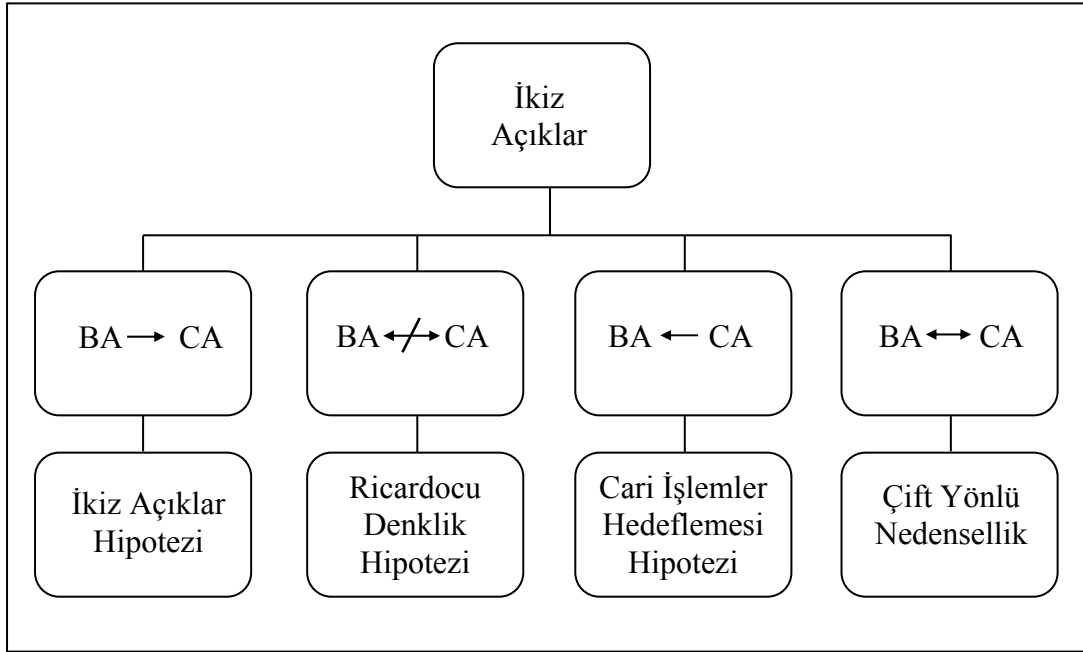 İkiz
Açıklar
BA → CA
BA ↮ CA
BA ← CA
BA ↔ CA
İkiz Açıklar
Hipotezi
Ricardocu
Denklik
Hipotezi
Cari İşlemler
Hedeflemesi
Hipotezi
Çift Yönlü
Nedensellik